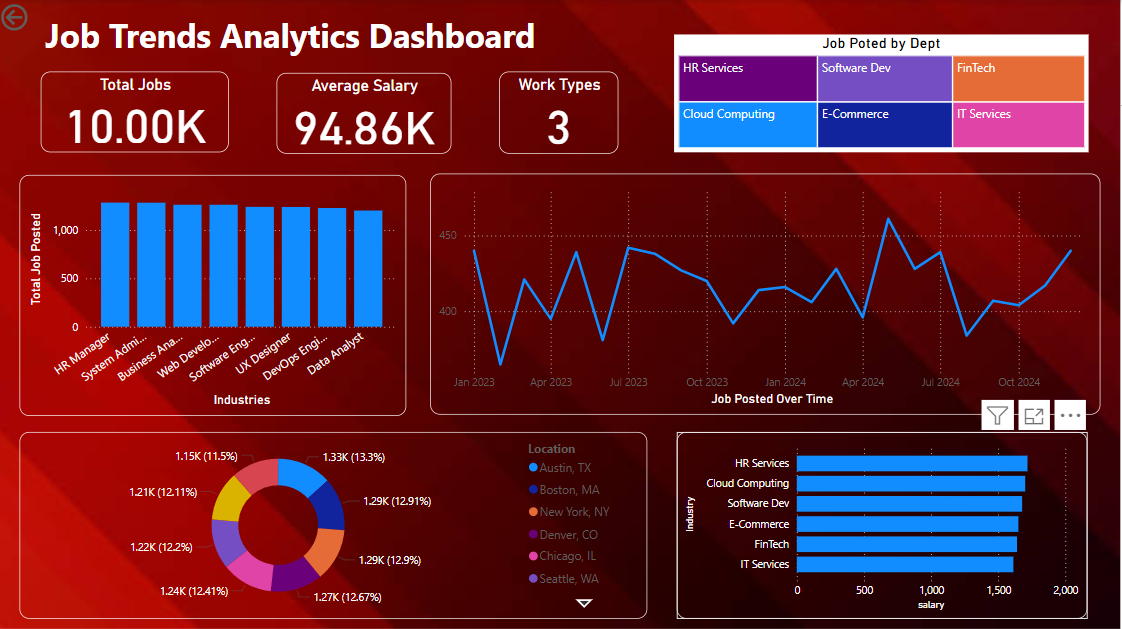 Job Trends Analytics Dashboard
Total Jobs
10.00K
Average Salary
94.86K
Work Types
3
Job Poted by Dept
HR Services
Software Dev
FinTech
Cloud Computing
E-Commerce
IT Services
Total Job Posted
1,000
500
0
HR Manager
System Admi...
Business Ana...
Web Develo...
Software Eng...
UX Designer
DevOps Engi...
Data Analyst
Industries
450
400
Jan 2023
Apr 2023
Jul 2023
Oct 2023
Jan 2024
Apr 2024
Jul 2024
Oct 2024
Job Posted Over Time
1.15K (11.5%)
1.33K (13.3%)
1.21K (12.11%)
1.29K (12.91%)
1.22K (12.2%)
1.29K (12.9%)
1.24K (12.41%)
1.27K (12.67%)
Location
Austin, TX
Boston, MA
New York, NY
Denver, CO
Chicago, IL
Seattle, WA
Industry
HR Services
Cloud Computing
Software Dev
E-Commerce
FinTech
IT Services
0
500
1,000
1,500
2,000
salary